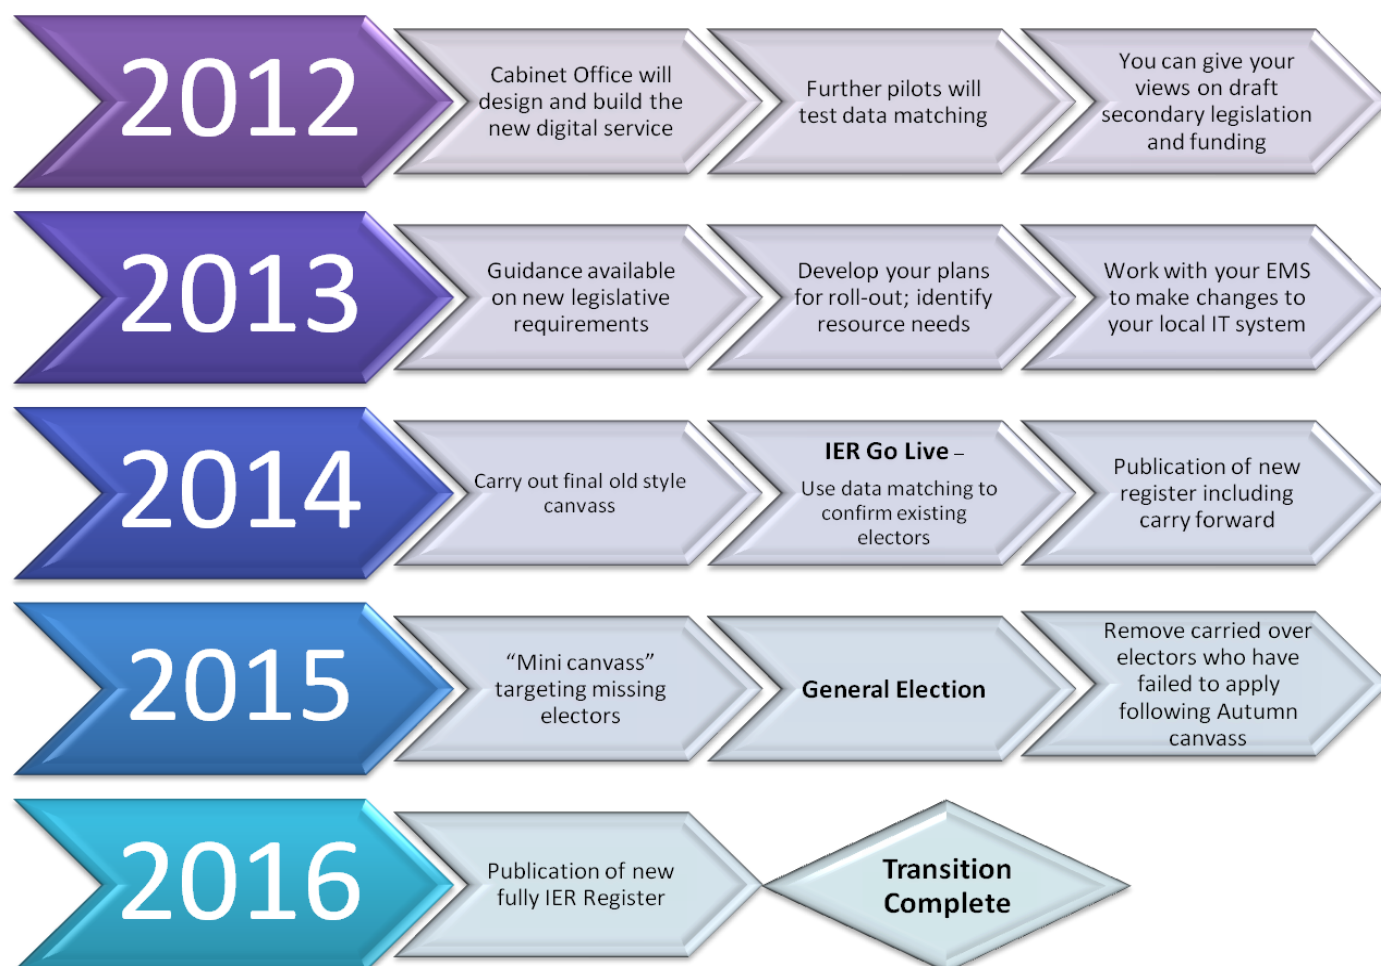 2012
Cabinet Office will
design and build the
new digital service
Further pilots will
test data matching
You can give your
views on draft
secondary legislation
and funding
2013
Guidance available
on new legislative
requirements
Develop your plans
for roll-out; identify
resource needs
Work with your EMS
to make changes to
your local IT system
2014
Carry out final old style
canvass
IER Go Live –
Use data matching to
confirm existing
electors
Publication of new
register including
carry forward
2015
“Mini canvass”
targeting missing
electors
General Election
Remove carried over
electors who have
failed to apply
following Autumn
canvass
2016
Publication of new
fully IER Register
Transition
Complete